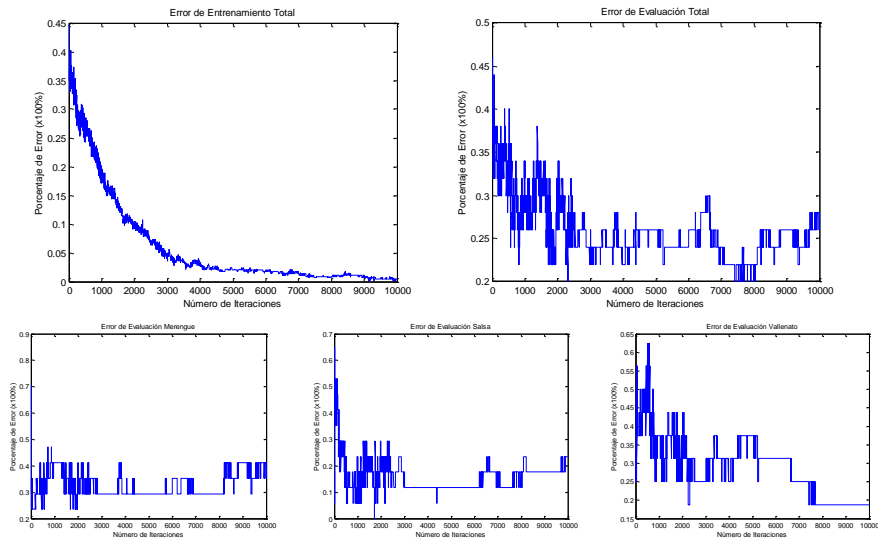 Error de Entrenamiento Total
0.45
0.4
0.35
0.3
0.25
0.2
0.15
0.1
0.05
0
Porcentaje de Error (x100%)
0 1000 2000 3000 4000 5000 6000 7000 8000 9000 10000
Número de Iteraciones
Error de Evaluación Total
0.5
0.45
0.4
0.35
0.3
0.25
0.2
Porcentaje de Error (x100%)
0 1000 2000 3000 4000 5000 6000 7000 8000 9000 10000
Número de Iteraciones
Error de Evaluación Merengue
0.9
0.8
0.7
0.6
0.5
0.4
0.3
0.2
Porcentaje de Error (x100%)
0 1000 2000 3000 4000 5000 6000 7000 8000 9000 10000
Número de Iteraciones
Error de Evaluación Salsa
0.7
0.6
0.5
0.4
0.3
0.2
0.1
0
Porcentaje de Error (x100%)
0 1000 2000 3000 4000 5000 6000 7000 8000 9000 10000
Número de Iteraciones
Error de Evaluación Vallenato
0.65
0.6
0.55
0.5
0.45
0.4
0.35
0.3
0.25
0.2
0.15
Porcentaje de Error (x100%)
0 1000 2000 3000 4000 5000 6000 7000 8000 9000 10000
Número de Iteraciones